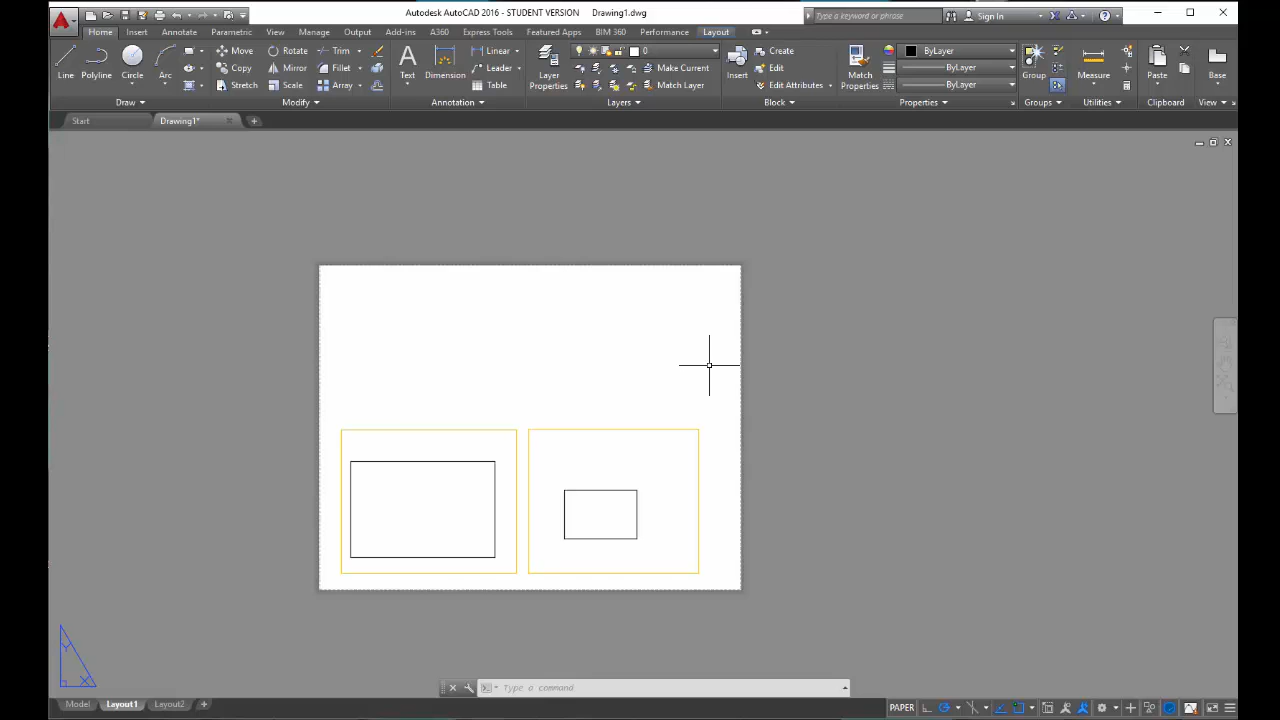 Autodesk AutoCAD 2016 - STUDENT VERSION Drawing1.dwg
Type a keyword or phrase
Sign In
Home Insert Annotate Parametric View Manage Output Add-ins A360 Express Tools Featured Apps BIM 360 Performance Layout
Line Polyline Circle Arc
Move Rotate Trim
Copy Mirror Fillet
Stretch Scale Array
Text Dimension
Linear
Leader
Table
Layer Properties
0
Make Current
Match Layer
Insert
Create
Edit
Edit Attributes
Match Properties
ByLayer
ByLayer
ByLayer
Group
Measure
Paste
Base
Draw Modify Annotation Layers Block Properties Groups Utilities Clipboard View
Start Drawing1*
Y
X
Type a command
Model Layout1 Layout2
PAPER